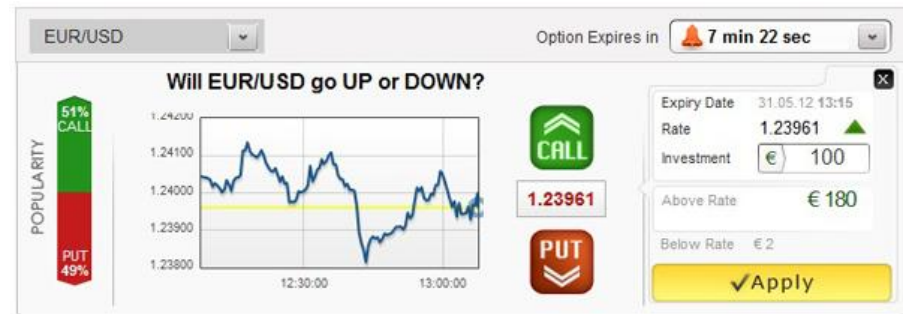 EUR/USD
Option Expires in 7 min 22 sec
Will EUR/USD go UP or DOWN?
POPULARITY
51%
CALL
PUT
49%
1.24200
1.24100
1.24000
1.23900
1.23800
12:30:00 13:00:00
CALL
1.23961
PUT
Expiry Date 31.05.12 13:15
Rate 1.23961
Investment € 100
Above Rate € 180
Below Rate € 2
Apply